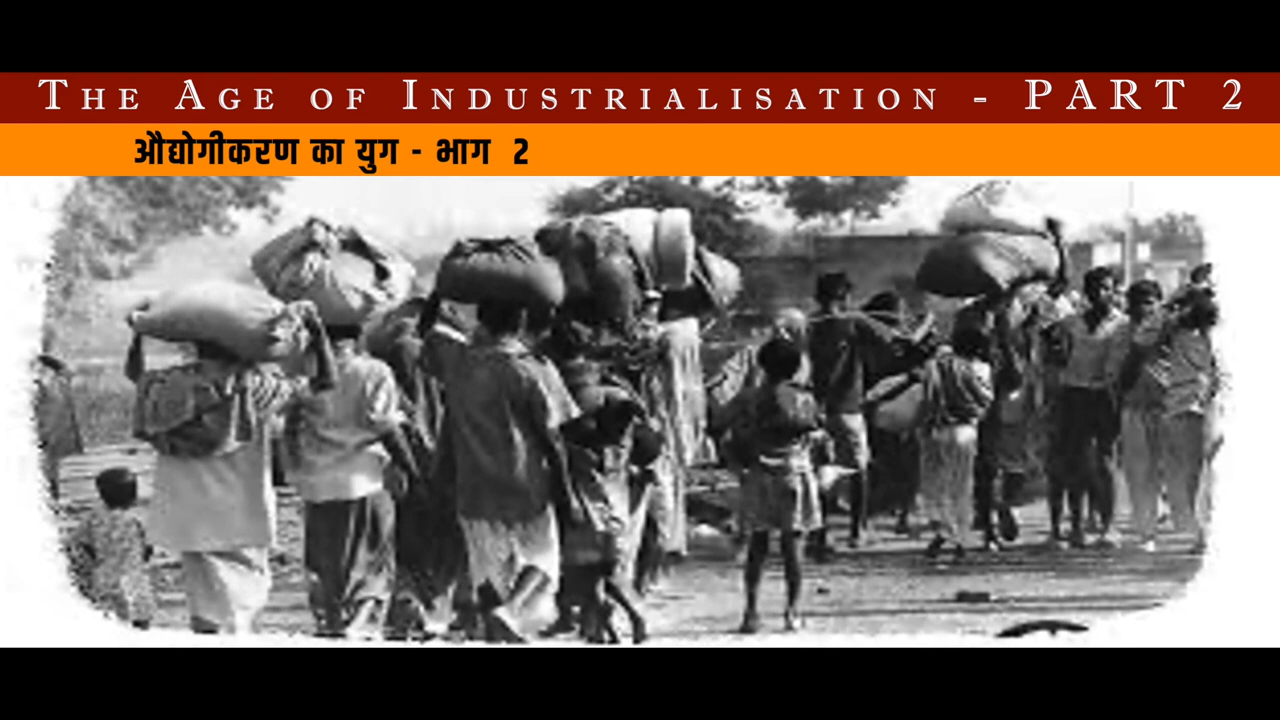 THE AGE OF INDUSTRIALISATION - PART 2
औद्योगीकरण का युग - भाग 2